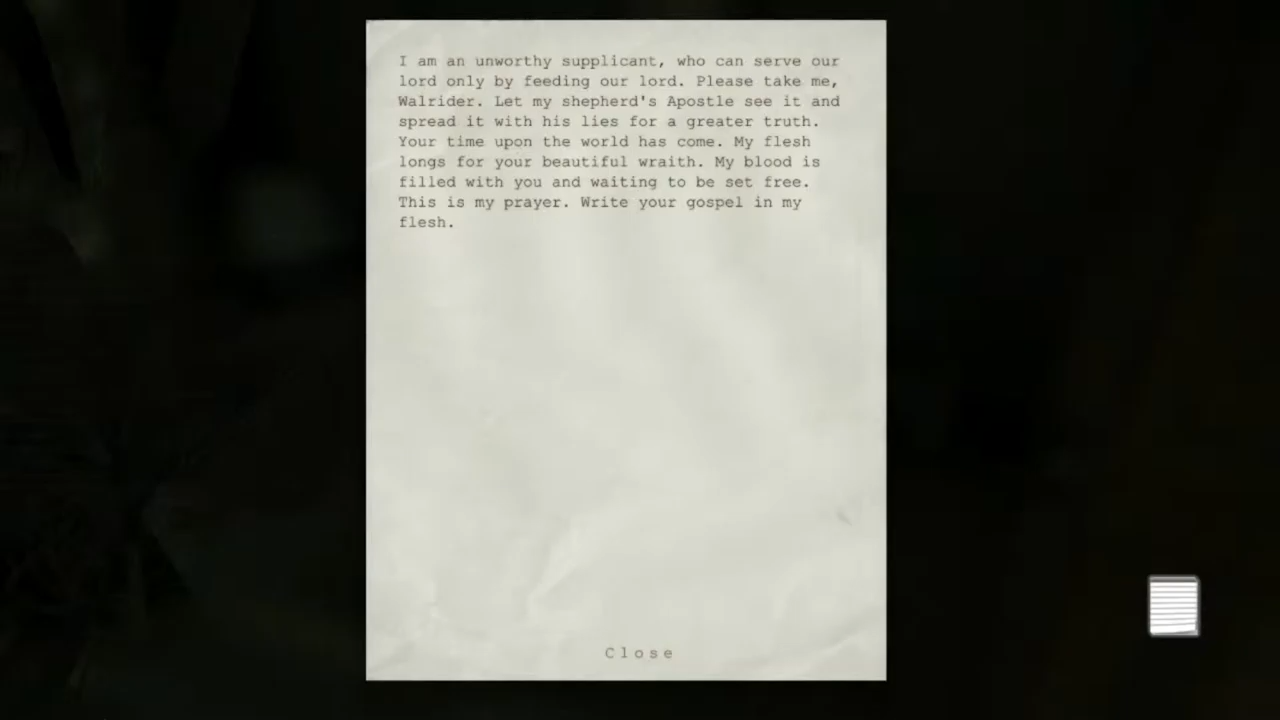 I am an unworthy supplicant, who can serve our
lord only by feeding our lord. Please take me,
Walrider. Let my shepherd's Apostle see it and
spread it with his lies for a greater truth.
Your time upon the world has come. My flesh
longs for your beautiful wraith. My blood is
filled with you and waiting to be set free.
This is my prayer. Write your gospel in my
flesh.
Close